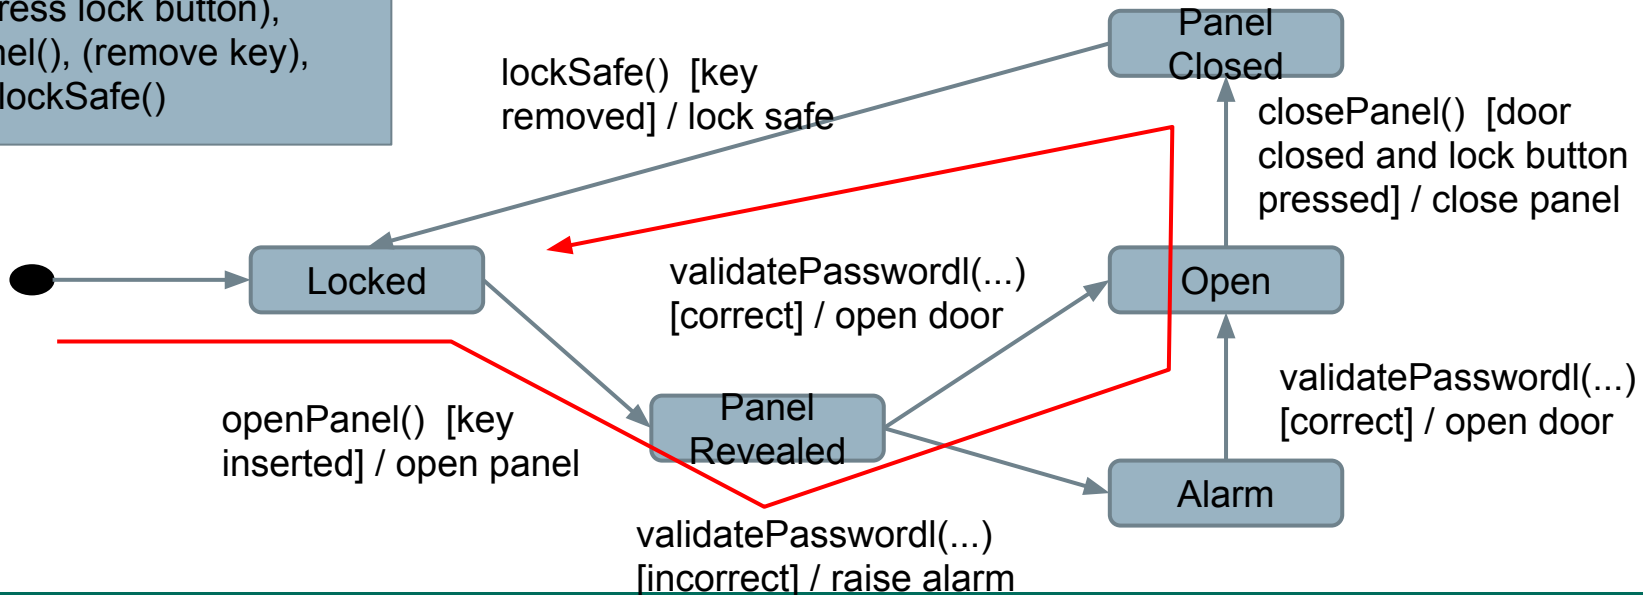 ress lock button),
nel(), (remove key),
lockSafe()
lockSafe()  [key
removed] / lock safe
Panel
Closed
closePanel()  [door
closed and lock button
pressed] / close panel
Locked
validatePasswordl(...)
[correct] / open door
Open
openPanel()  [key
inserted] / open panel
Panel
Revealed
validatePasswordl(...)
[correct] / open door
Alarm
validatePasswordl(...)
[incorrect] / raise alarm